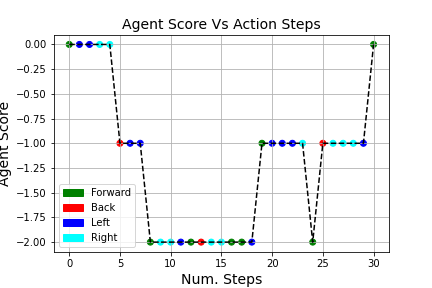 Agent Score Vs Action Steps
0.00
−0.25
−0.50
−0.75
−1.00
−1.25
−1.50
−1.75
−2.00
Agent Score
Forward
Back
Left
Right
0 5 10 15 20 25 30
Num. Steps